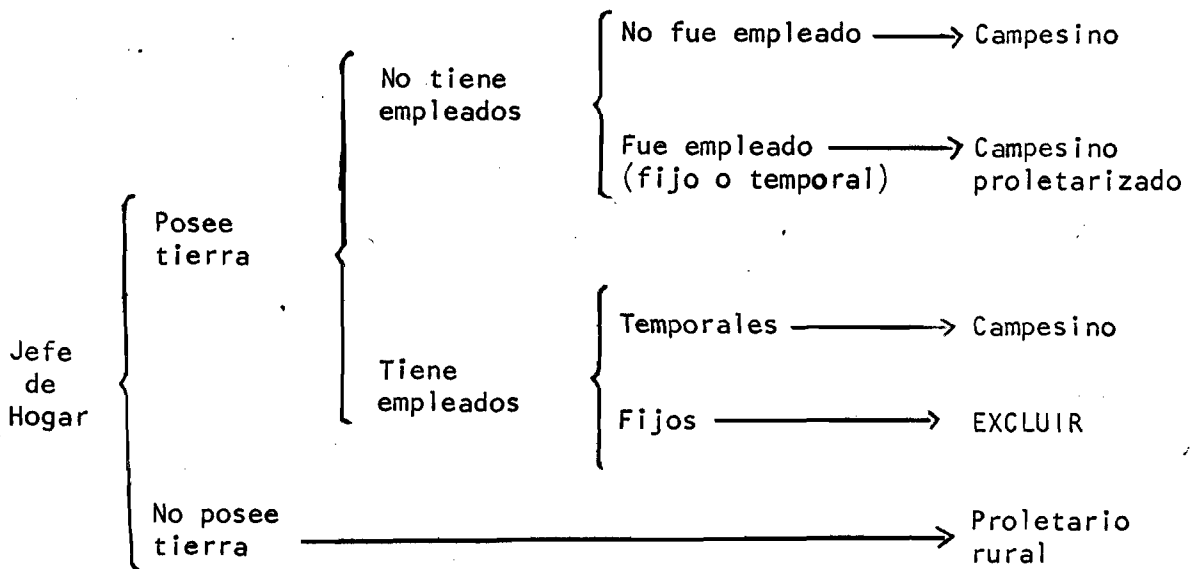 No fue empleado → Campesino
No tiene
empleados
Fue empleado → Campesino
(fijo o temporal) proletarizado
Posee
tierra
Temporales → Campesino
Jefe
de
Hogar
Tiene
empleados
Fijos → EXCLUIR
No posee
tierra
Proletario
rural